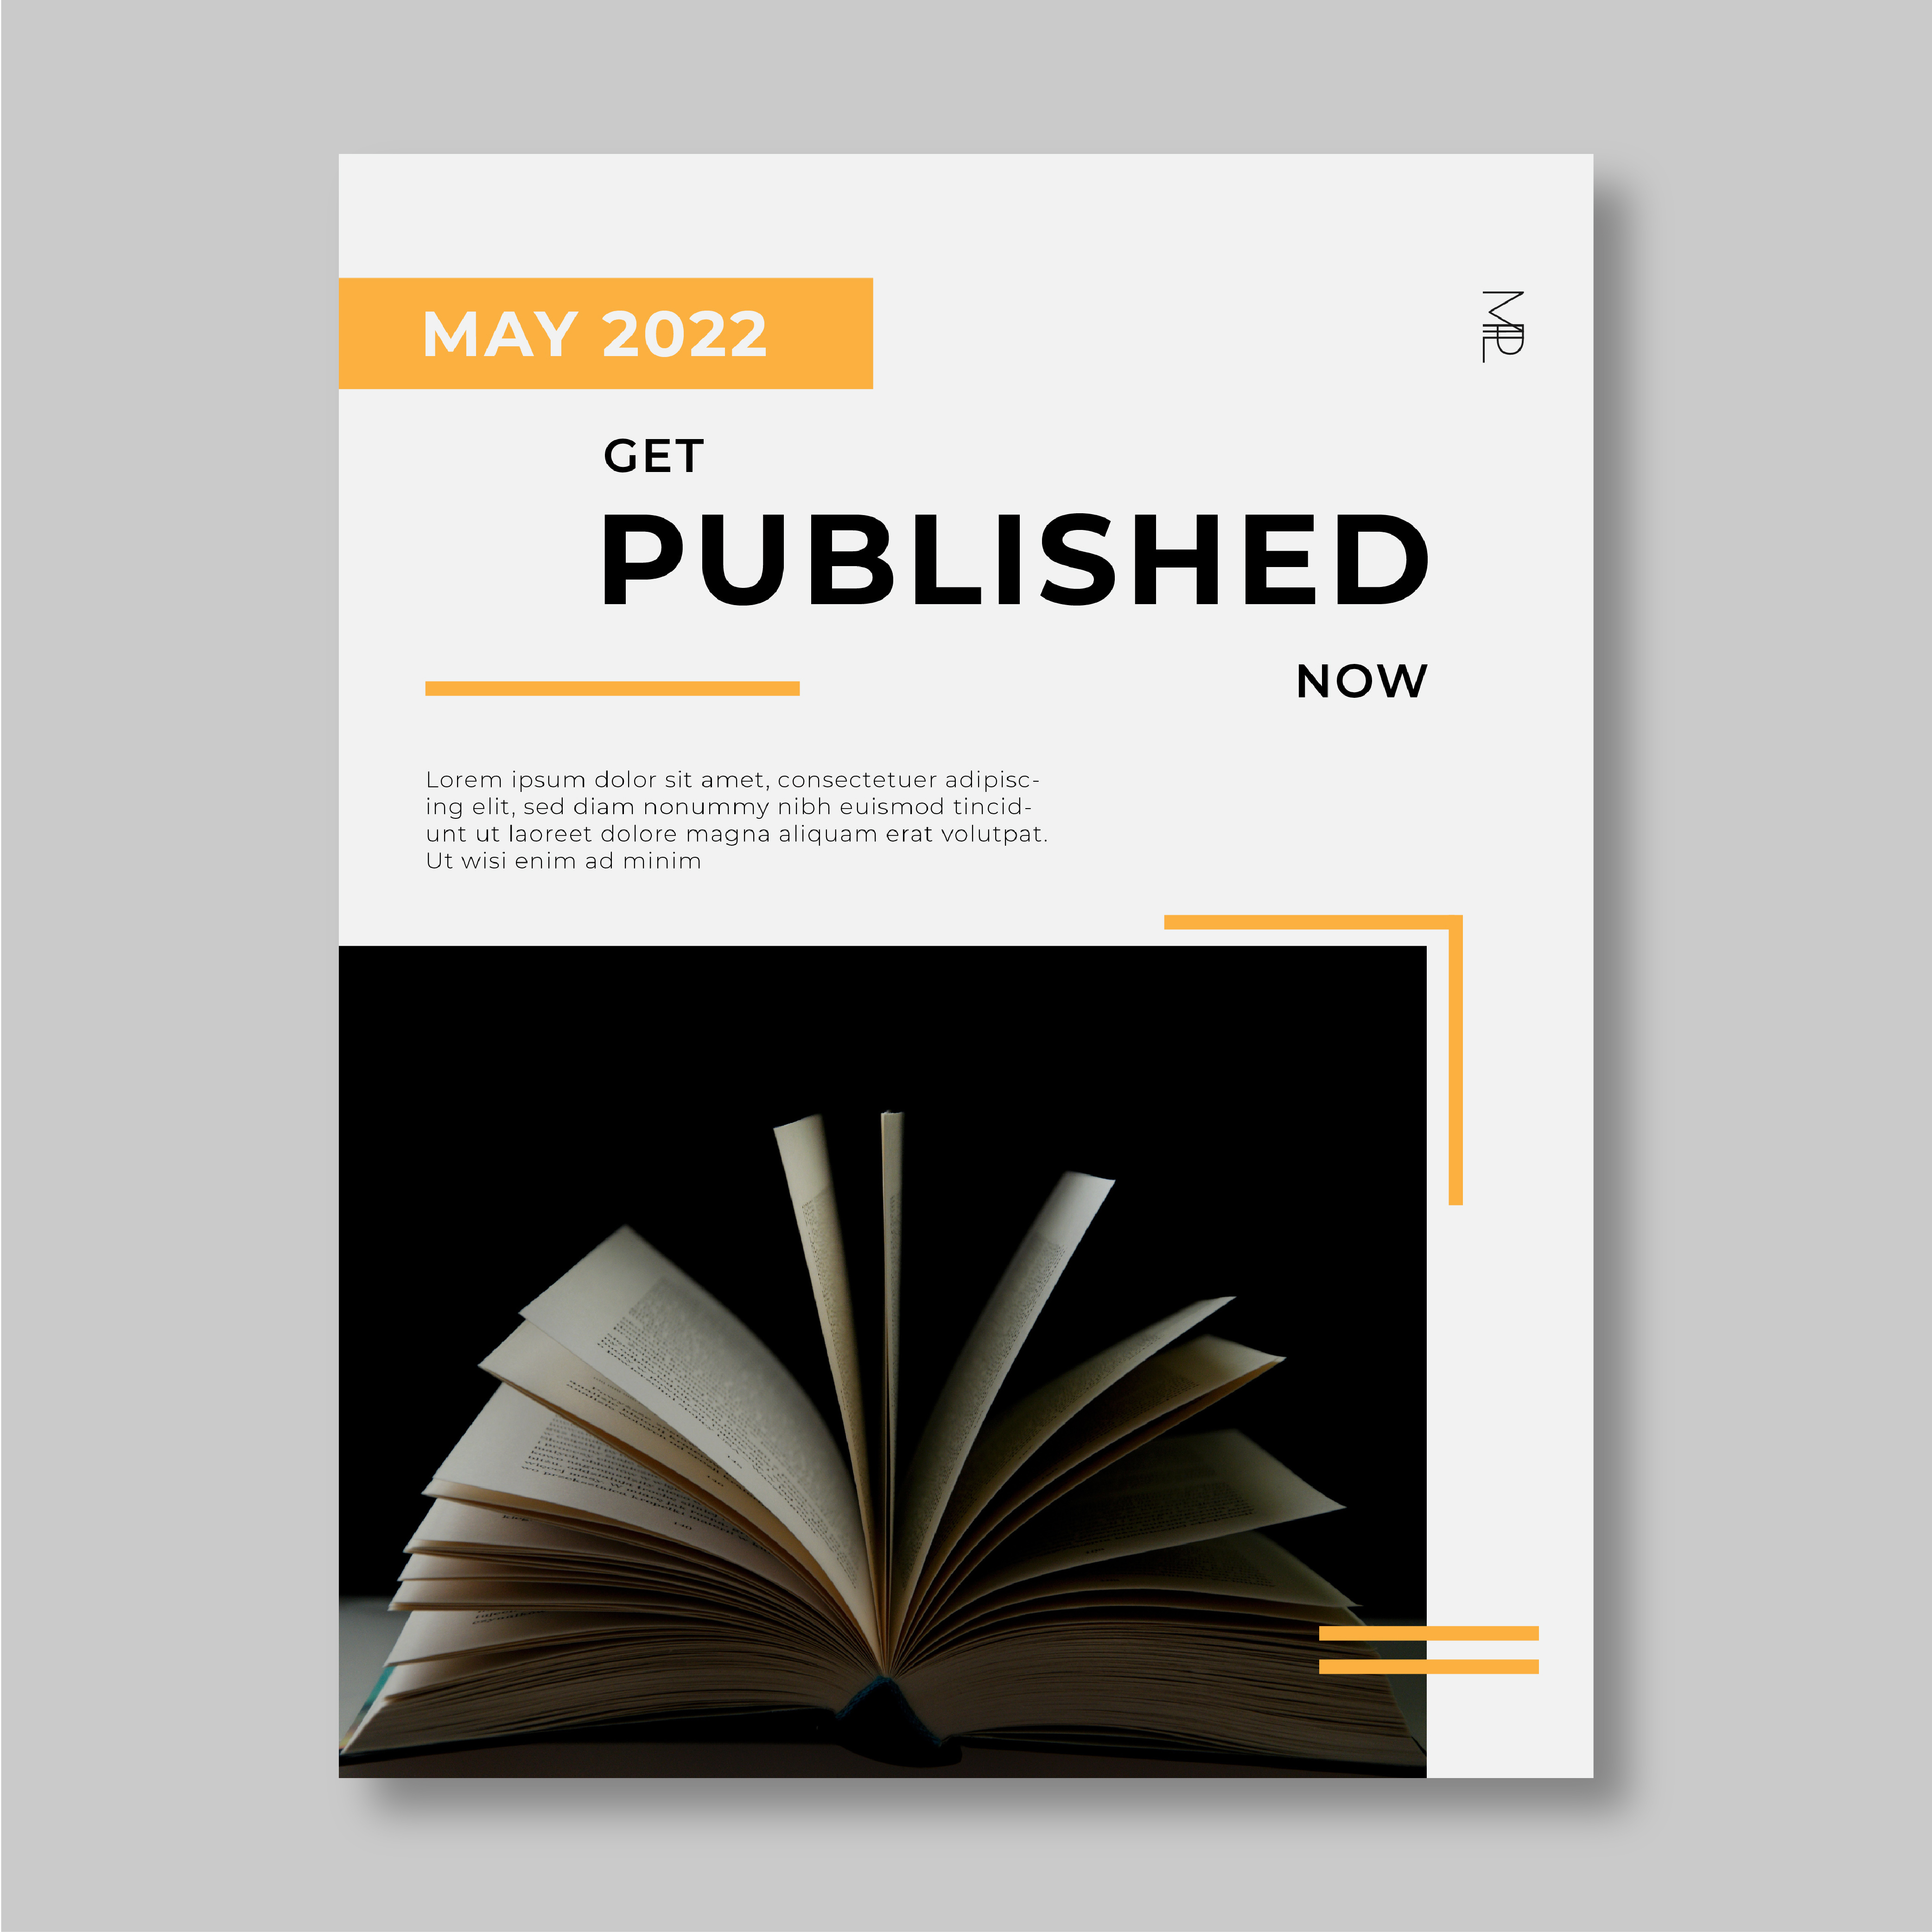 MAY 2022
MPL
GET
PUBLISHED
NOW
Lorem ipsum dolor sit amet, consectetuer adipisc-
ing elit, sed diam nonummy nibh euismod tincid-
unt ut laoreet dolore magna aliquam erat volutpat.
Ut wisi enim ad minim